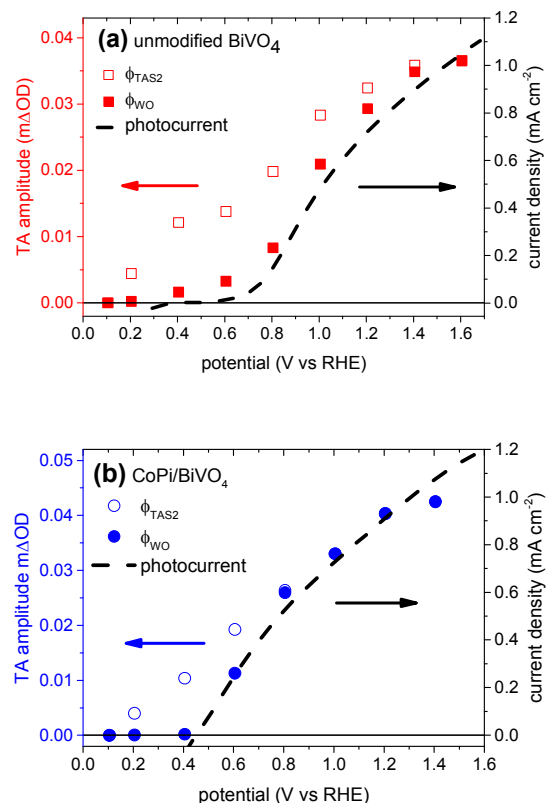 (a) unmodified BiVO₄
ϕTAS2
ϕWO
photocurrent
TA amplitude (mΔOD)
0.00
0.01
0.02
0.03
0.04
current density (mA cm⁻²)
0.0
0.2
0.4
0.6
0.8
1.0
1.2
0.0 0.2 0.4 0.6 0.8 1.0 1.2 1.4 1.6
potential (V vs RHE)
(b) CoPi/BiVO₄
ϕTAS2
ϕWO
photocurrent
TA amplitude mΔOD
0.00
0.01
0.02
0.03
0.04
0.05
current density (mA cm⁻²)
0.0
0.2
0.4
0.6
0.8
1.0
1.2
0.0 0.2 0.4 0.6 0.8 1.0 1.2 1.4 1.6
potential (V vs RHE)